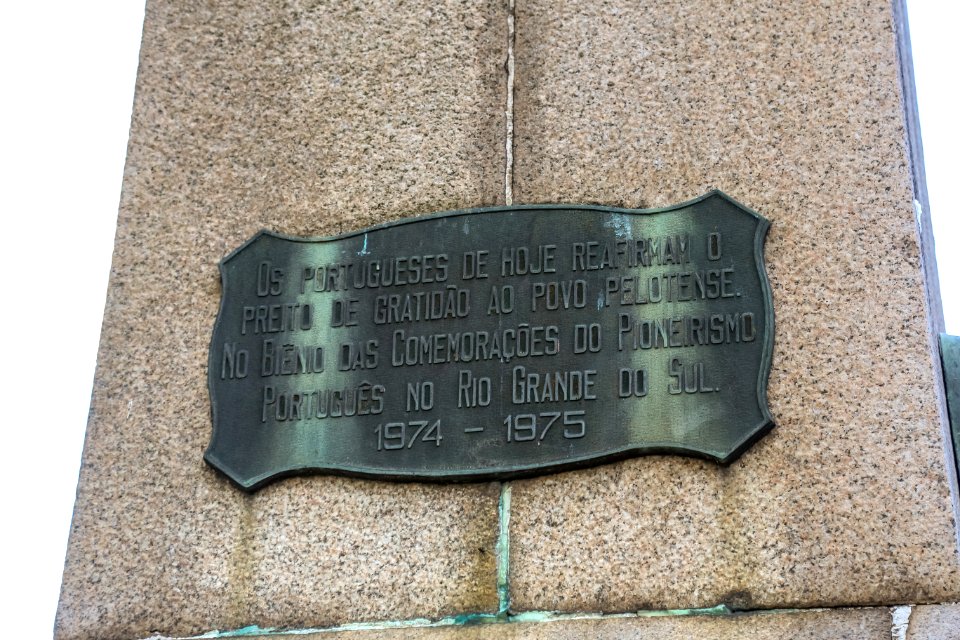 Os PORTUGUESES DE HOJE REAFIRMAM O
PREITO DE GRATIDÃO AO POVO PELOTENSE.
No BIÊNIO DAS COMEMORAÇÕES DO PIONEIRISMO
PORTUGUÊS NO RIO GRANDE DO SUL.
1974 - 1975